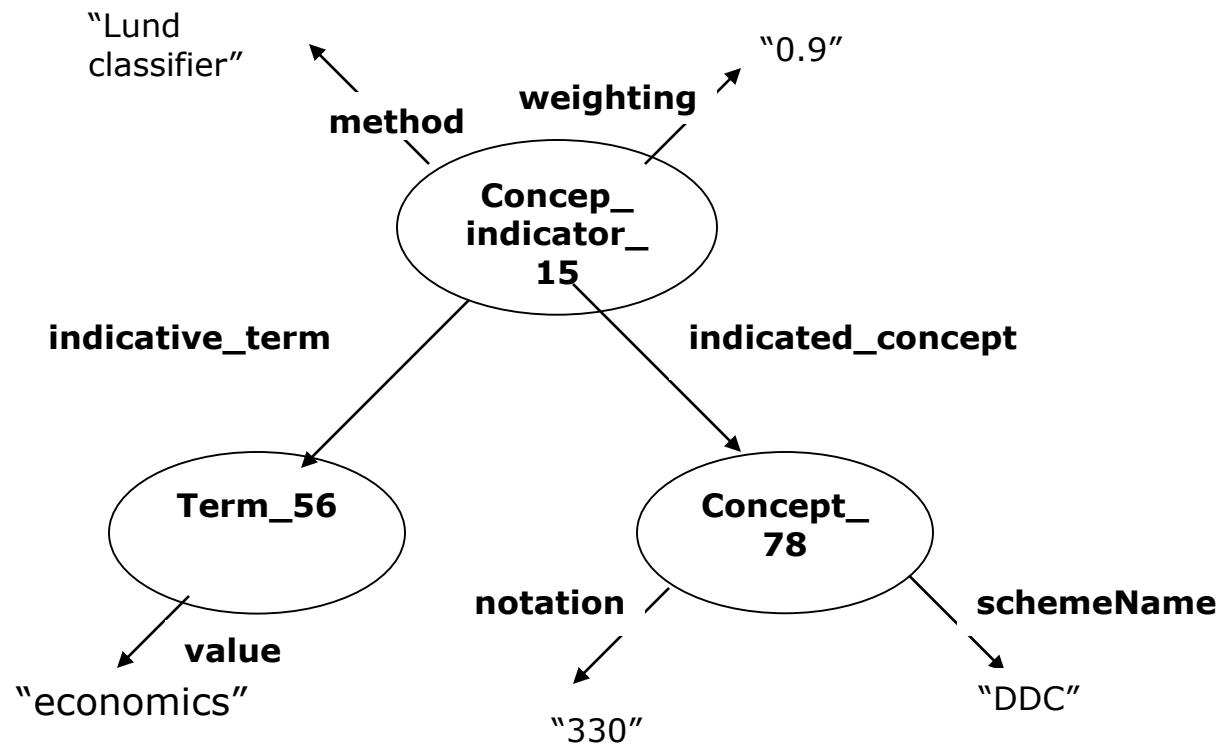 “Lund
classifier”
“0.9”
weighting
method
Concep_
indicator_
15
indicative_term
indicated_concept
Term_56
Concept_
78
notation
schemeName
value
“economics”
“DDC”
“330”